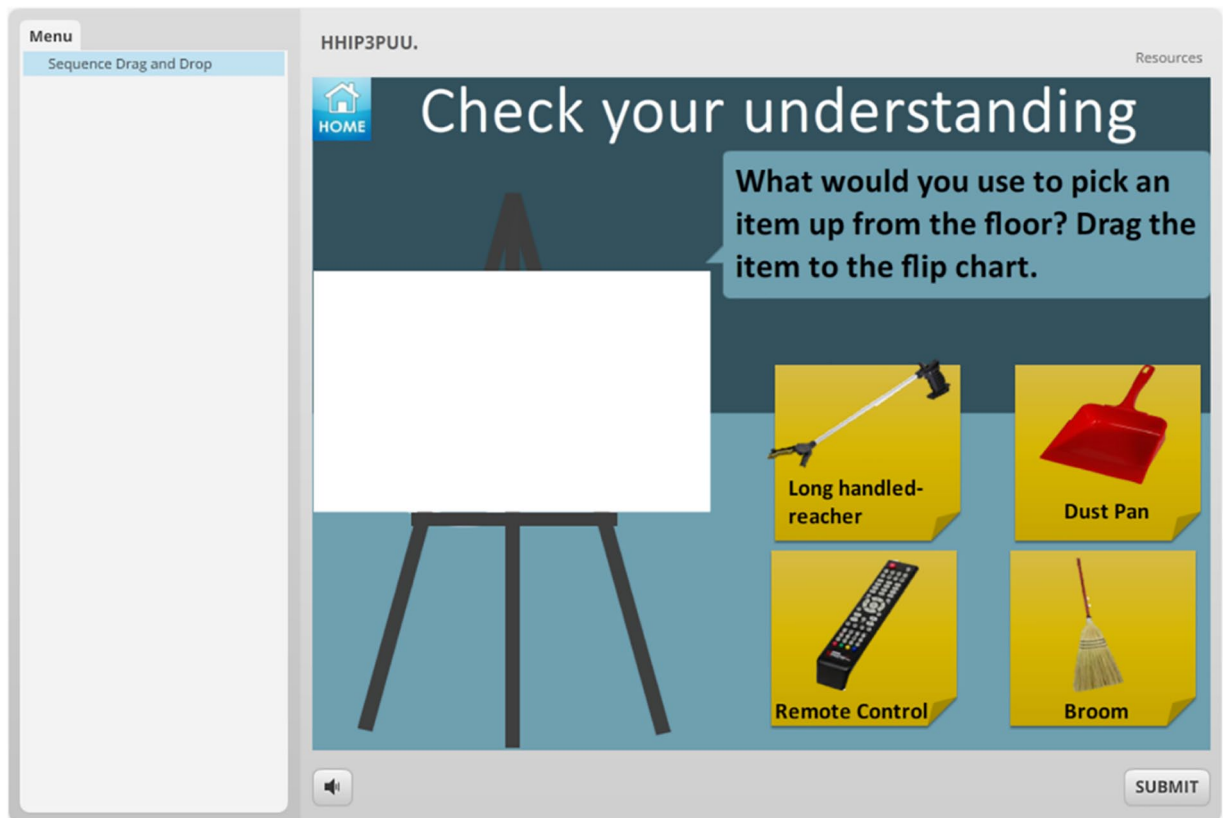 Menu
Sequence Drag and Drop
HHIP3PUU.
Resources
HOME
Check your understanding
What would you use to pick an
item up from the floor? Drag the
item to the flip chart.
Long handled-
reacher
Dust Pan
Remote Control
Broom
SUBMIT